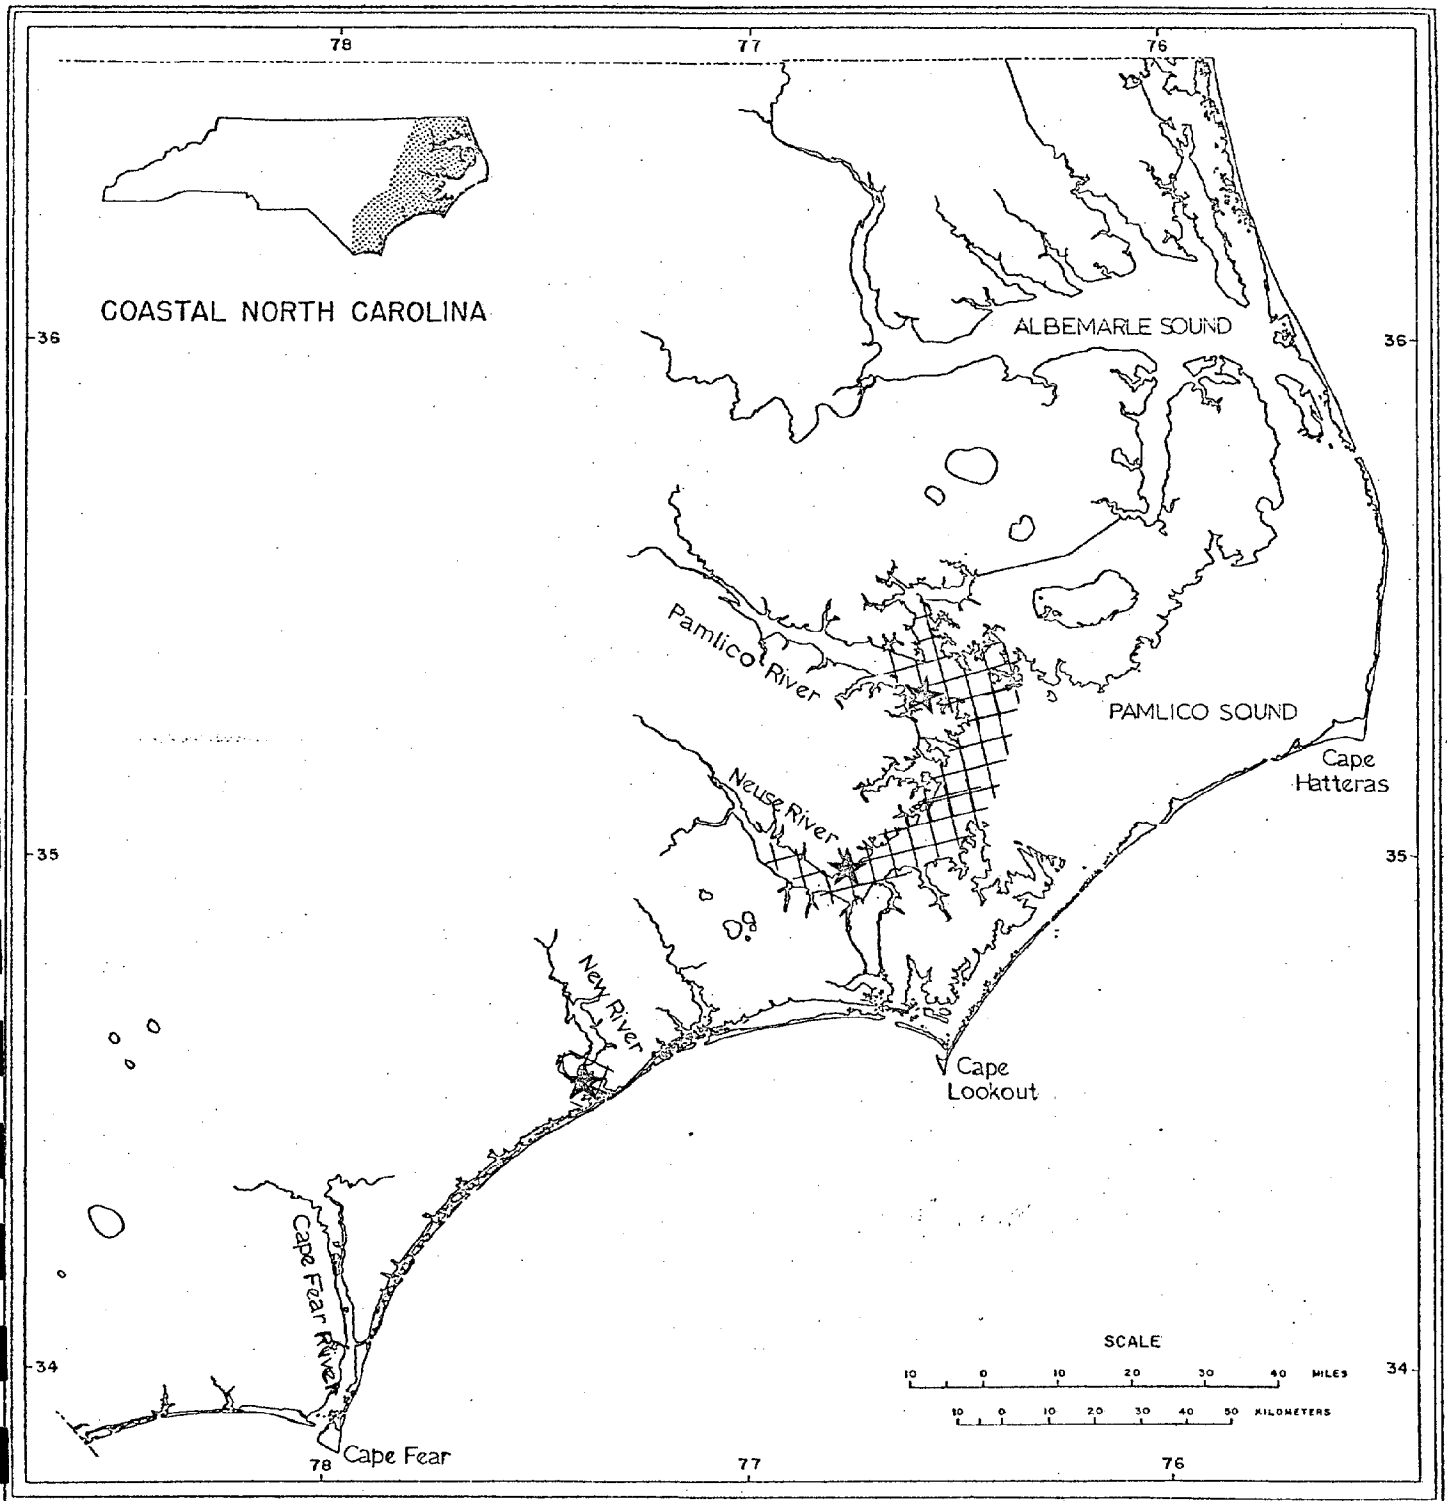 78 77 76
COASTAL NORTH CAROLINA
36 ALBEMARLE SOUND 36
Pamlico River
PAMLICO SOUND
Cape
Hatteras
Neuse River
35 35
New River
Cape
Lookout
Cape Fear River
SCALE
34 34
10 0 10 20 30 40 MILES
10 0 10 20 30 40 50 KILOMETERS
Cape Fear
78 77 76